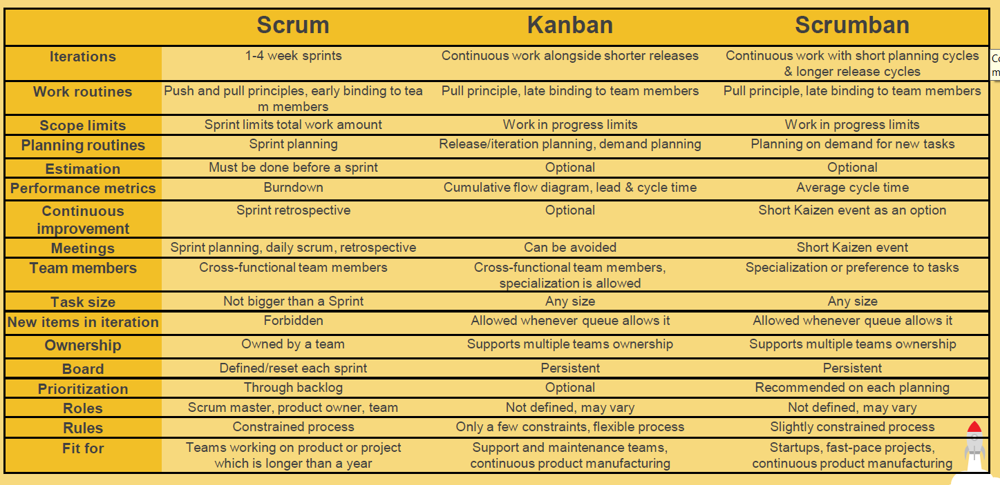 Scrum Kanban Scrumban
Iterations 1-4 week sprints Continuous work alongside shorter releases Continuous work with short planning cycles
& longer release cycles
Work routines Push and pull principles, early binding to tea Pull principle, late binding to team members Pull principle, late binding to team members
m members
Scope limits Sprint limits total work amount Work in progress limits Work in progress limits
Planning routines Sprint planning Release/iteration planning, demand planning Planning on demand for new tasks
Estimation Must be done before a sprint Optional Optional
Performance metrics Burndown Cumulative flow diagram, lead & cycle time Average cycle time
Continuous Sprint retrospective Optional Short Kaizen event as an option
improvement
Meetings Sprint planning, daily scrum, retrospective Can be avoided Short Kaizen event
Team members Cross-functional team members Cross-functional team members, Specialization or preference to tasks
specialization is allowed
Task size Not bigger than a Sprint Any size Any size
New items in iteration Forbidden Allowed whenever queue allows it Allowed whenever queue allows it
Ownership Owned by a team Supports multiple teams ownership Supports multiple teams ownership
Board Defined/reset each sprint Persistent Persistent
Prioritization Through backlog Optional Recommended on each planning
Roles Scrum master, product owner, team Not defined, may vary Not defined, may vary
Rules Constrained process Only a few constraints, flexible process Slightly constrained process
Fit for Teams working on product or project Support and maintenance teams, Startups, fast-pace projects,
which is longer than a year continuous product manufacturing continuous product manufacturing